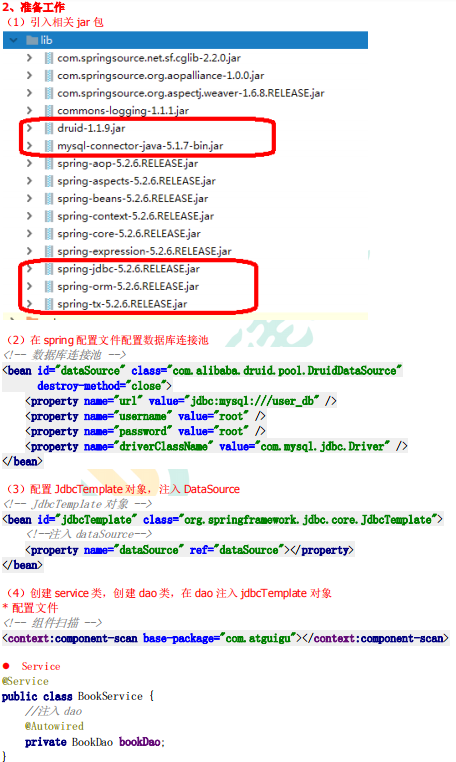 2、准备工作
（1）引入相关 jar 包
lib
com.springsource.net.sf.cglib-2.2.0.jar
com.springsource.org.aopalliance-1.0.0.jar
com.springsource.org.aspectj.weaver-1.6.8.RELEASE.jar
commons-logging-1.1.1.jar
druid-1.1.9.jar
mysql-connector-java-5.1.7-bin.jar
spring-aop-5.2.6.RELEASE.jar
spring-aspects-5.2.6.RELEASE.jar
spring-beans-5.2.6.RELEASE.jar
spring-context-5.2.6.RELEASE.jar
spring-core-5.2.6.RELEASE.jar
spring-expression-5.2.6.RELEASE.jar
spring-jdbc-5.2.6.RELEASE.jar
spring-orm-5.2.6.RELEASE.jar
spring-tx-5.2.6.RELEASE.jar
（2）在 spring 配置文件配置数据库连接池
<!-- 数据库连接池 -->
<bean id="dataSource" class="com.alibaba.druid.pool.DruidDataSource"
destroy-method="close">
<property name="url" value="jdbc:mysql:///user_db" />
<property name="username" value="root" />
<property name="password" value="root" />
<property name="driverClassName" value="com.mysql.jdbc.Driver" />
</bean>
（3）配置 JdbcTemplate 对象，注入 DataSource
<!-- JdbcTemplate 对象 -->
<bean id="jdbcTemplate" class="org.springframework.jdbc.core.JdbcTemplate">
<!--注入 dataSource-->
<property name="dataSource" ref="dataSource"></property>
</bean>
（4）创建 service 类，创建 dao 类，在 dao 注入 jdbcTemplate 对象
* 配置文件
<!-- 组件扫描 -->
<context:component-scan base-package="com.atguigu"></context:component-scan>
● Service
@Service
public class BookService {
//注入 dao
@Autowired
private BookDao bookDao;
}